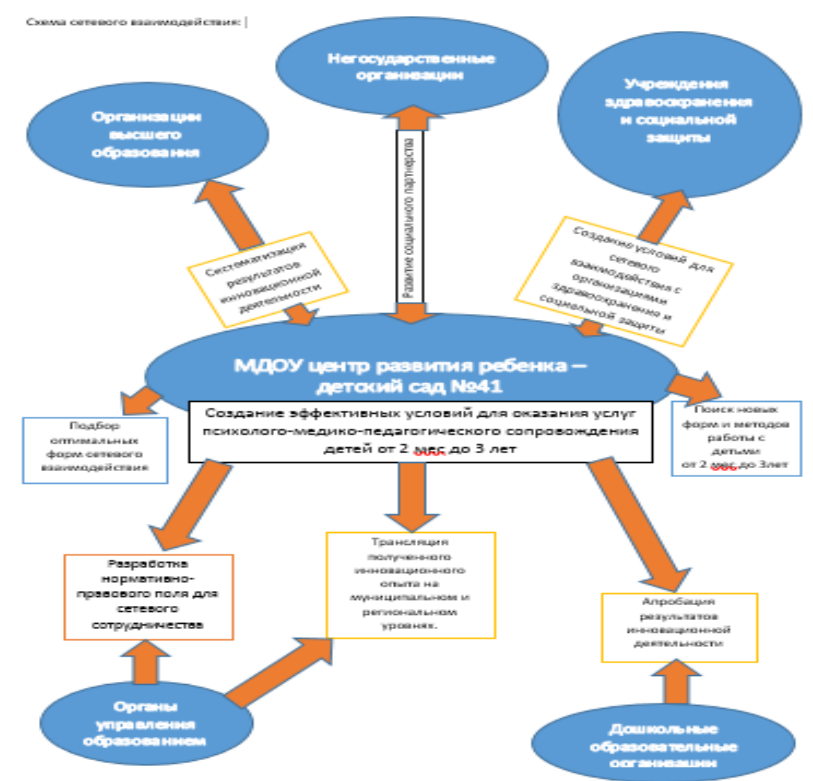 Схема сетевого взаимодействия:
Негосударственные
организации
Учреждения
здравоохранения
и социальной
защиты
Организации
высшего
образования
Развитие социального партнерства
Систематизация
результатов
инновационной
деятельности
Создание условий для
сетевого
взаимодействия с
организациями
здравоохранения и
социальной защиты
МДОУ центр развития ребенка –
детский сад №41
Создание эффективных условий для оказания услуг
психолого-медико-педагогического сопровождения
детей от 2 мес до 3 лет
Подбор
оптимальных
форм сетевого
взаимодействия
Поиск новых
форм и методов
работы с
детьми
от 2 мес до 3лет
Разработка
нормативно-
правового поля для
сетевого
сотрудничества
Трансляция
полученного
инновационного
опыта на
муниципальном и
региональном
уровнях.
Апробация
результатов
инновационной
деятельности
Органы
управления
образованием
Дошкольные
образовательные
организации